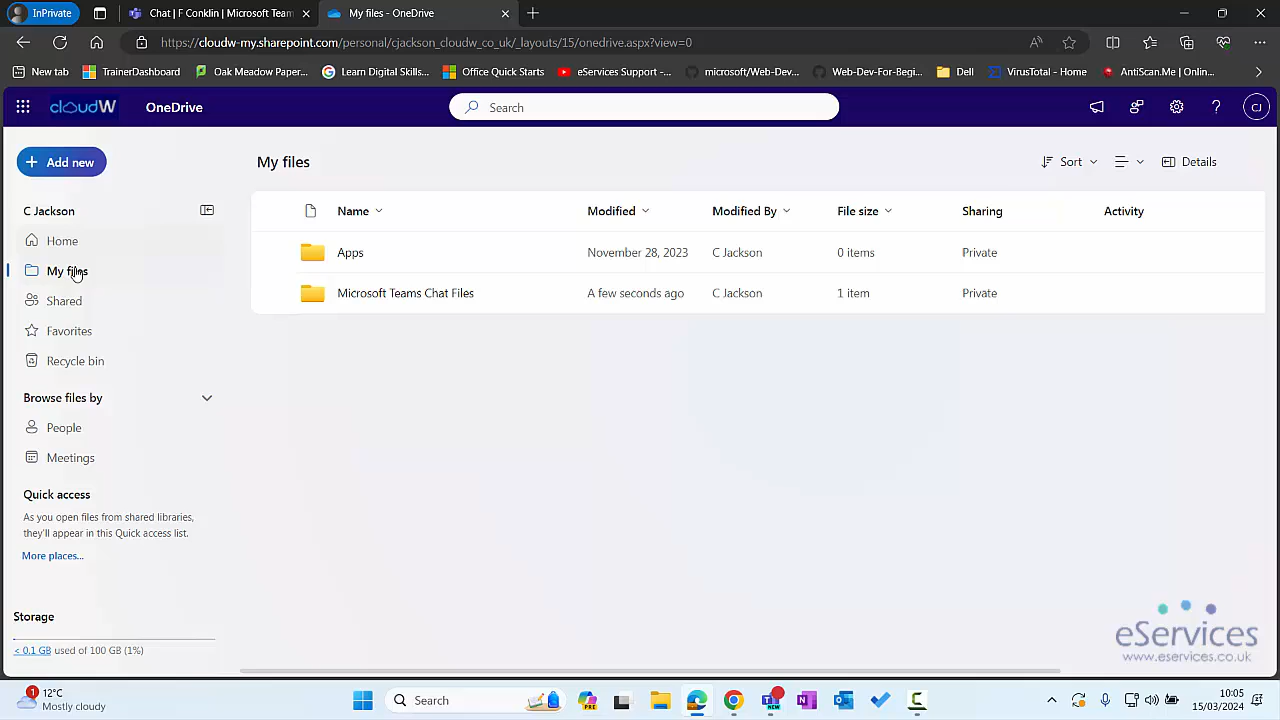 InPrivate
Chat | F Conklin | Microsoft Team
My files - OneDrive
https://cloudw-my.sharepoint.com/personal/cjackson_cloudw_co_uk/_layouts/15/onedrive.aspx?view=0
New tab
TrainerDashboard
Oak Meadow Paper...
Learn Digital Skills...
Office Quick Starts
eServices Support -...
microsoft/Web-Dev...
Web-Dev-For-Begi...
Dell
VirusTotal - Home
AntiScan.Me | Onlin...
cloudW
OneDrive
Search
CJ
Add new
My files
Sort
Details
C Jackson
Name
Modified
Modified By
File size
Sharing
Activity
Home
Apps
November 28, 2023
C Jackson
0 items
Private
My files
Microsoft Teams Chat Files
A few seconds ago
C Jackson
1 item
Private
Shared
Favorites
Recycle bin
Browse files by
People
Meetings
Quick access
As you open files from shared libraries,
they'll appear in this Quick access list.
More places...
Storage
< 0.1 GB used of 100 GB (1%)
eServices
www.eservices.co.uk
1
12°C
Mostly cloudy
Search
PRE
NEW
10:05
15/03/2024